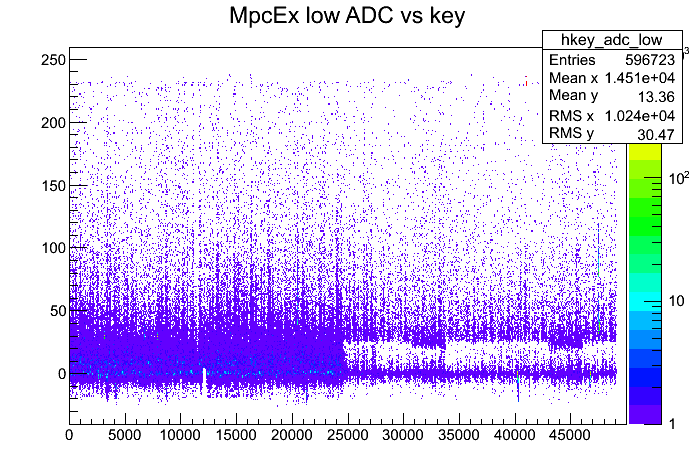 MpcEx low ADC vs key
hkey_adc_low
Entries 596723
Mean x 1.451e+04
Mean y 13.36
RMS x 1.024e+04
RMS y 30.47
250
200
150
100
50
0
0 5000 10000 15000 20000 25000 30000 35000 40000 45000
3
10²
10
1